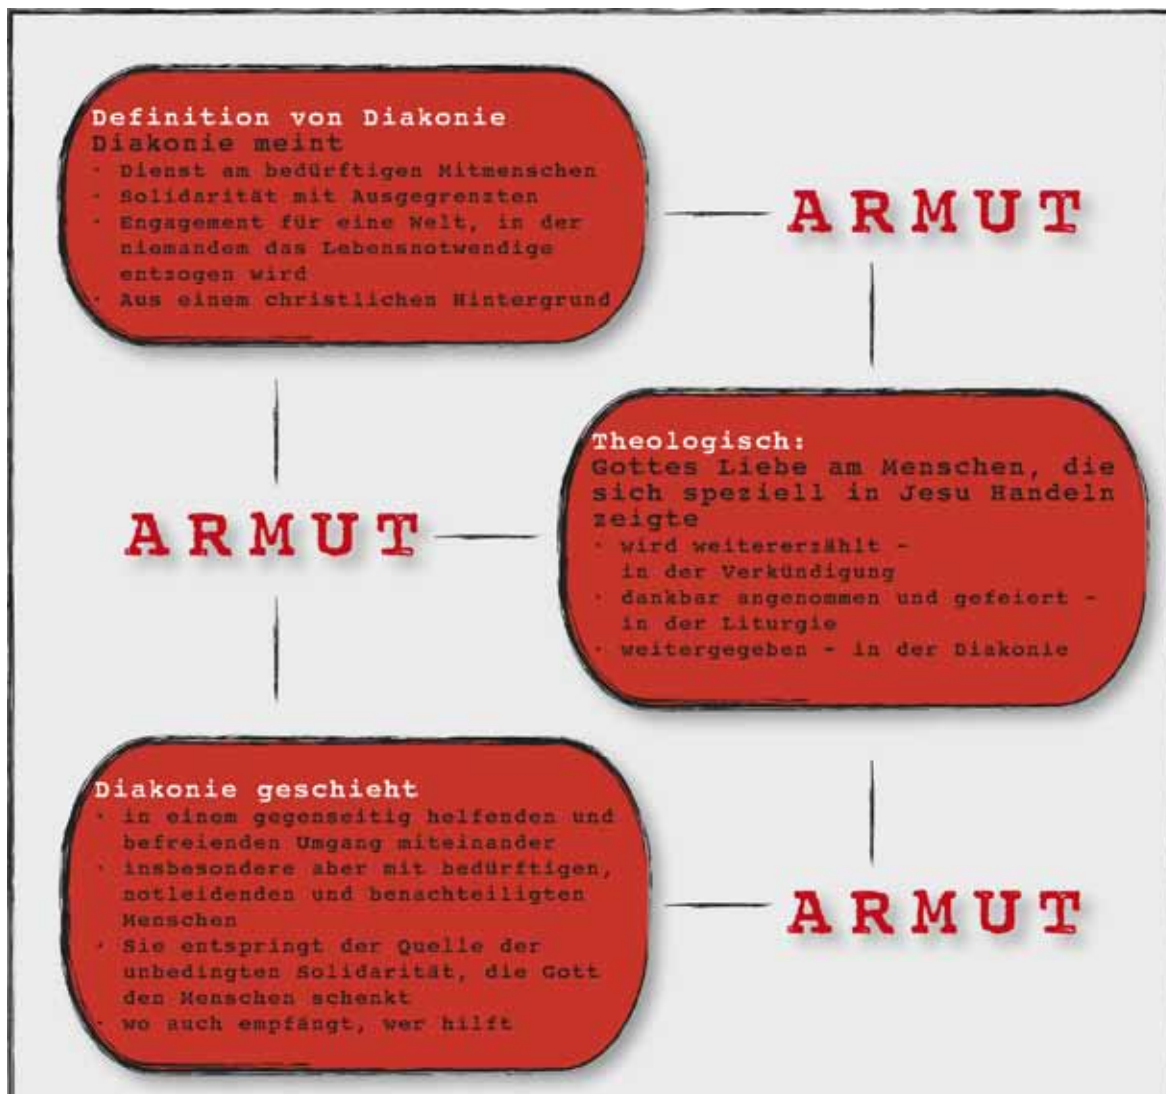 Definition von Diakonie
Diakonie meint
· Dienst am bedürftigen Mitmenschen
· Solidarität mit Ausgegrenzten
· Engagement für eine Welt, in der
niemandem das Lebensnotwendige
entzogen wird
· Aus einem christlichen Hintergrund
ARMUT
Theologisch:
Gottes Liebe am Menschen, die
sich speziell in Jesu Handeln
zeigte
· wird weitererzählt –
in der Verkündigung
· dankbar angenommen und gefeiert –
in der Liturgie
· weitergegeben – in der Diakonie
ARMUT
Diakonie geschieht
· in einem gegenseitig helfenden und
befreienden Umgang miteinander
· insbesondere aber mit bedürftigen,
notleidenden und benachteiligten
Menschen
· Sie entspringt der Quelle der
unbedingten Solidarität, die Gott
den Menschen schenkt
· wo auch empfängt, wer hilft
ARMUT